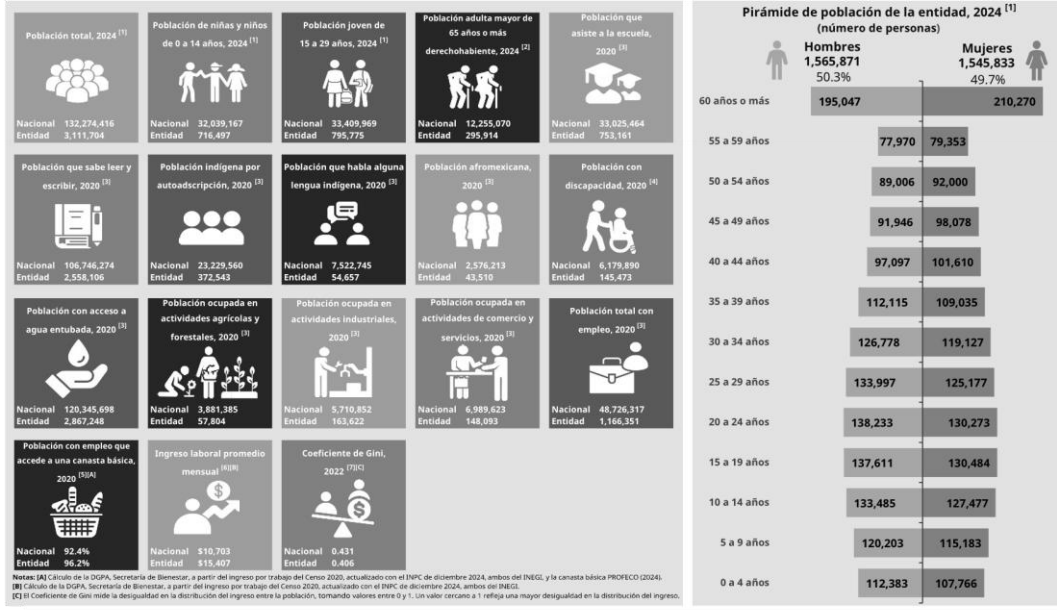 Población total, 2024 [1]
Nacional 132,274,416
Entidad 3,111,704
Población de niñas y niños
de 0 a 14 años, 2024 [1]
Nacional 32,039,167
Entidad 716,497
Población joven de
15 a 29 años, 2024 [1]
Nacional 33,409,969
Entidad 795,775
Población adulta mayor de
65 años o más
derechohabiente, 2024 [2]
Nacional 12,255,070
Entidad 295,914
Población que
asiste a la escuela,
2020 [3]
Nacional 33,025,464
Entidad 753,161
Población que sabe leer y
escribir, 2020 [3]
Nacional 106,746,274
Entidad 2,558,106
Población indígena por
autoadscripción, 2020 [3]
Nacional 23,229,560
Entidad 372,543
Población que habla alguna
lengua indígena, 2020 [3]
Nacional 7,522,745
Entidad 54,657
Población afromexicana,
2020 [3]
Nacional 2,576,213
Entidad 43,510
Población con
discapacidad, 2020 [4]
Nacional 6,179,890
Entidad 145,473
Población con acceso a
agua entubada, 2020 [3]
Nacional 120,345,698
Entidad 2,867,248
Población ocupada en
actividades agrícolas y
forestales, 2020 [3]
Nacional 3,881,385
Entidad 57,804
Población ocupada en
actividades industriales,
2020 [3]
Nacional 5,710,852
Entidad 163,622
Población ocupada en
actividades de comercio y
servicios, 2020 [3]
Nacional 6,989,623
Entidad 148,093
Población total con
empleo, 2020 [3]
Nacional 48,726,317
Entidad 1,166,351
Población con empleo que
accede a una canasta básica,
2020 [5][A]
Nacional 92.4%
Entidad 96.2%
Ingreso laboral promedio
mensual [6][B]
Nacional $10,703
Entidad $15,407
Coeficiente de Gini,
2022 [7][C]
Nacional 0.431
Entidad 0.406
Notas: [A] Cálculo de la DGPA, Secretaría de Bienestar, a partir del ingreso por trabajo del Censo 2020, actualizado con el INPC de diciembre 2024, ambos del INEGI, y la canasta básica PROFECO (2024).
[B] Cálculo de la DGPA, Secretaría de Bienestar, a partir del ingreso por trabajo del Censo 2020, actualizado con el INPC de diciembre 2024, ambos del INEGI.
[C] El Coeficiente de Gini mide la desigualdad en la distribución del ingreso entre la población, tomando valores entre 0 y 1. Un valor cercano a 1 refleja una mayor desigualdad en la distribución del ingreso.
Pirámide de población de la entidad, 2024 [1]
(número de personas)
Hombres
1,565,871
50.3%
Mujeres
1,545,833
49.7%
60 años o más 195,047 210,270
55 a 59 años 77,970 79,353
50 a 54 años 89,006 92,000
45 a 49 años 91,946 98,078
40 a 44 años 97,097 101,610
35 a 39 años 112,115 109,035
30 a 34 años 126,778 119,127
25 a 29 años 133,997 125,177
20 a 24 años 138,233 130,273
15 a 19 años 137,611 130,484
10 a 14 años 133,485 127,477
5 a 9 años 120,203 115,183
0 a 4 años 112,383 107,766